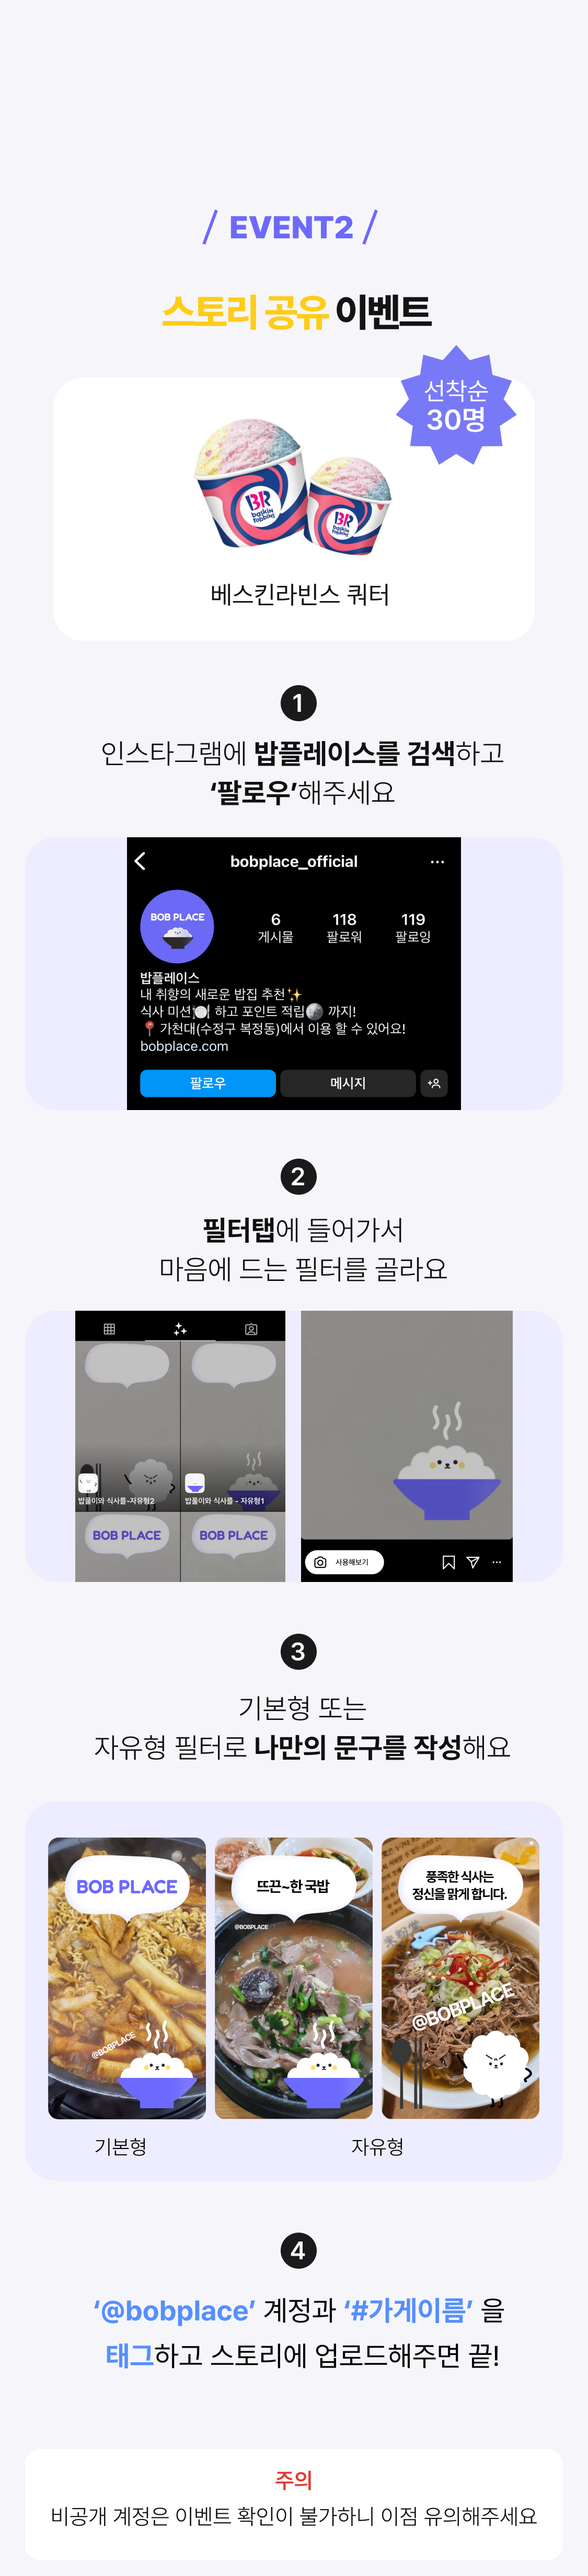 EVENT2
스토리 공유 이벤트
선착순
30명
BR
baskin
robbins
BR
baskin
robbins
베스킨라빈스 쿼터
1
인스타그램에 밥플레이스를 검색하고
‘팔로우’해주세요
bobplace_official
BOB PLACE
6 118 119
게시물 팔로워 팔로잉
밥플레이스
내 취향의 새로운 밥집 추천✨
식사 미션🍽️ 하고 포인트 적립🌕 까지!
📍 가천대(수정구 복정동)에서 이용 할 수 있어요!
bobplace.com
팔로우 메시지
2
필터탭에 들어가서
마음에 드는 필터를 골라요
밥풀이와 식사를-자유형2
밥풀이와 식사를 - 자유형1
BOB PLACE BOB PLACE
사용해보기
3
기본형 또는
자유형 필터로 나만의 문구를 작성해요
BOB PLACE
@BOBPLACE
뜨끈~한 국밥
@BOBPLACE
풍족한 식사는
정신을 맑게 합니다.
@BOBPLACE
기본형 자유형
4
‘@bobplace’ 계정과 ‘#가게이름’ 을
태그하고 스토리에 업로드해주면 끝!
주의
비공개 계정은 이벤트 확인이 불가하니 이점 유의해주세요